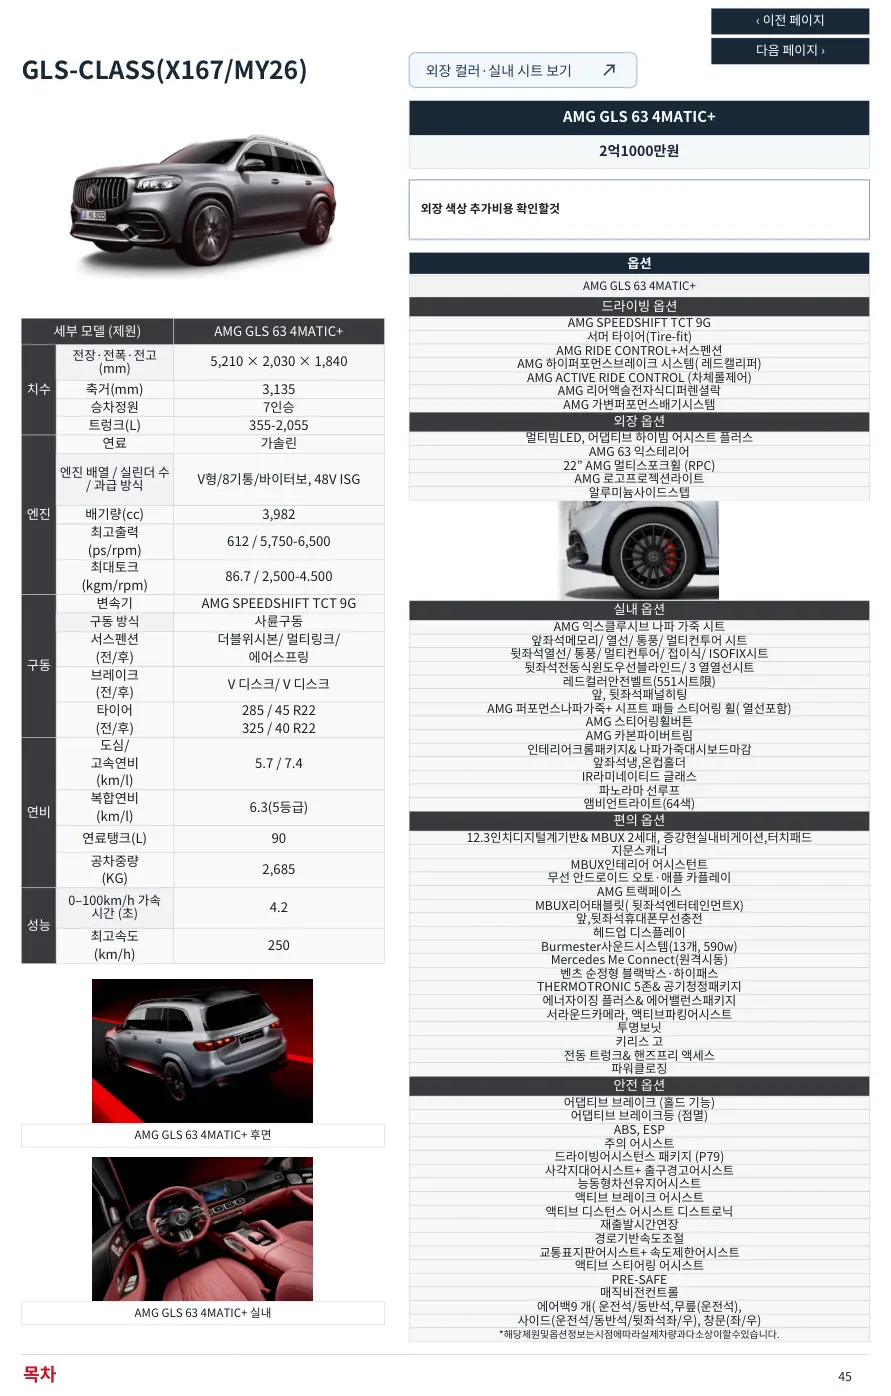 ‹ 이전 페이지
다음 페이지 ›
GLS-CLASS(X167/MY26)
외장 컬러·실내 시트 보기
AMG GLS 63 4MATIC+
2억1000만원
외장 색상 추가비용 확인할것
세부 모델 (제원) AMG GLS 63 4MATIC+
치수
전장·전폭·전고
(mm)
5,210 × 2,030 × 1,840
축거(mm) 3,135
승차정원 7인승
트렁크(L) 355-2,055
엔진
연료 가솔린
엔진 배열 / 실린더 수
/ 과급 방식
V형/8기통/바이터보, 48V ISG
배기량(cc) 3,982
최고출력
(ps/rpm)
612 / 5,750-6,500
최대토크
(kgm/rpm)
86.7 / 2,500-4.500
구동
변속기 AMG SPEEDSHIFT TCT 9G
구동 방식 사륜구동
서스펜션
(전/후)
더블위시본/ 멀티링크/
에어스프링
브레이크
(전/후)
V 디스크/ V 디스크
타이어
(전/후)
285 / 45 R22
325 / 40 R22
연비
도심/
고속연비
(km/l)
5.7 / 7.4
복합연비
(km/l)
6.3(5등급)
연료탱크(L) 90
공차중량
(KG)
2,685
성능
0–100km/h 가속
시간 (초)
4.2
최고속도
(km/h)
250
AMG GLS 63 4MATIC+ 후면
AMG GLS 63 4MATIC+ 실내
옵션
AMG GLS 63 4MATIC+
드라이빙 옵션
AMG SPEEDSHIFT TCT 9G
서머 타이어(Tire-fit)
AMG RIDE CONTROL+서스펜션
AMG 하이퍼포먼스브레이크 시스템( 레드캘리퍼)
AMG ACTIVE RIDE CONTROL (차체롤제어)
AMG 리어액슬전자식디퍼렌셜락
AMG 가변퍼포먼스배기시스템
외장 옵션
멀티빔LED, 어댑티브 하이빔 어시스트 플러스
AMG 63 익스테리어
22” AMG 멀티스포크휠 (RPC)
AMG 로고프로젝션라이트
알루미늄사이드스텝
실내 옵션
AMG 익스클루시브 나파 가죽 시트
앞좌석메모리/ 열선/ 통풍/ 멀티컨투어 시트
뒷좌석열선/ 통풍/ 멀티컨투어/ 접이식/ ISOFIX시트
뒷좌석전동식윈도우선블라인드/ 3 열열선시트
레드컬러안전벨트(551시트限)
앞, 뒷좌석패널히팅
AMG 퍼포먼스나파가죽+ 시프트 패들 스티어링 휠( 열선포함)
AMG 스티어링휠버튼
AMG 카본파이버트림
인테리어크롬패키지& 나파가죽대시보드마감
앞좌석냉,온컵홀더
IR라미네이티드 글래스
파노라마 선루프
앰비언트라이트(64색)
편의 옵션
12.3인치디지털계기반& MBUX 2세대, 증강현실내비게이션,터치패드
지문스캐너
MBUX인테리어 어시스턴트
무선 안드로이드 오토·애플 카플레이
AMG 트랙페이스
MBUX리어태블릿( 뒷좌석엔터테인먼트X)
앞,뒷좌석휴대폰무선충전
헤드업 디스플레이
Burmester사운드시스템(13개, 590w)
Mercedes Me Connect(원격시동)
벤츠 순정형 블랙박스·하이패스
THERMOTRONIC 5존& 공기청정패키지
에너자이징 플러스& 에어밸런스패키지
서라운드카메라, 액티브파킹어시스트
투명보닛
키리스 고
전동 트렁크& 핸즈프리 액세스
파워클로징
안전 옵션
어댑티브 브레이크 (홀드 기능)
어댑티브 브레이크등 (점멸)
ABS, ESP
주의 어시스트
드라이빙어시스턴스 패키지 (P79)
사각지대어시스트+ 출구경고어시스트
능동형차선유지어시스트
액티브 브레이크 어시스트
액티브 디스턴스 어시스트 디스트로닉
재출발시간연장
경로기반속도조절
교통표지판어시스트+ 속도제한어시스트
액티브 스티어링 어시스트
PRE-SAFE
매직비전컨트롤
에어백9 개( 운전석/동반석,무릎(운전석),
사이드(운전석/동반석/뒷좌석좌/우), 창문(좌/우)
*해당제원및옵션정보는시점에따라실제차량과다소상이할수있습니다.
목차
45